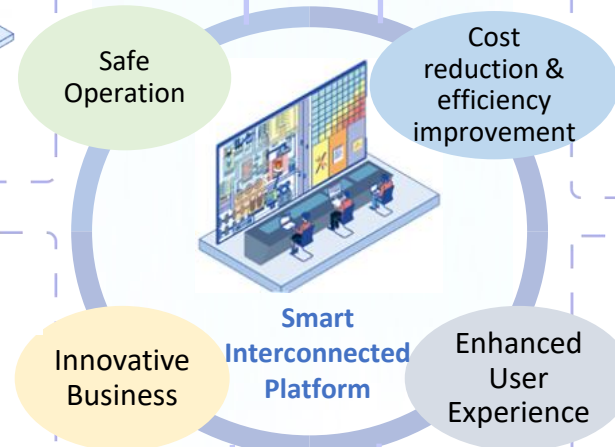 Safe
Operation
Cost
reduction &
efficiency
improvement
Smart
Interconnected
Platform
Innovative
Business
Enhanced
User
Experience